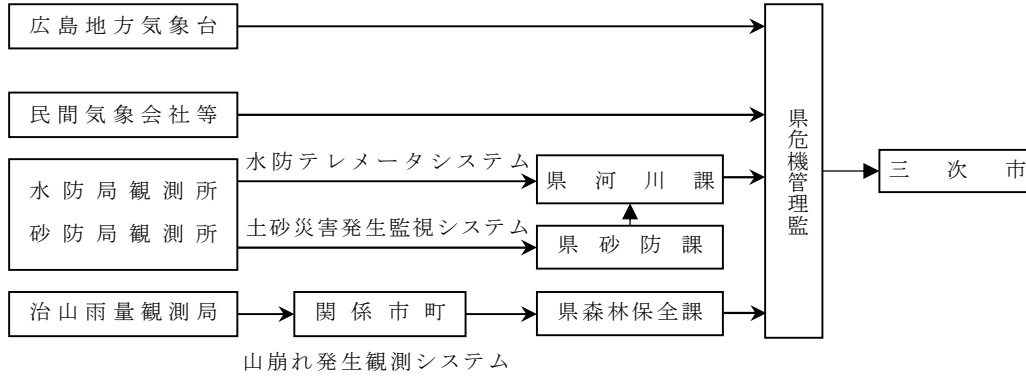 広島地方気象台
民間気象会社等
水防テレメータシステム
水防局観測所
県河川課
砂防局観測所
土砂災害発生監視システム
県砂防課
治山雨量観測局
関係市町
県森林保全課
山崩れ発生観測システム
県危機管理監
三次市